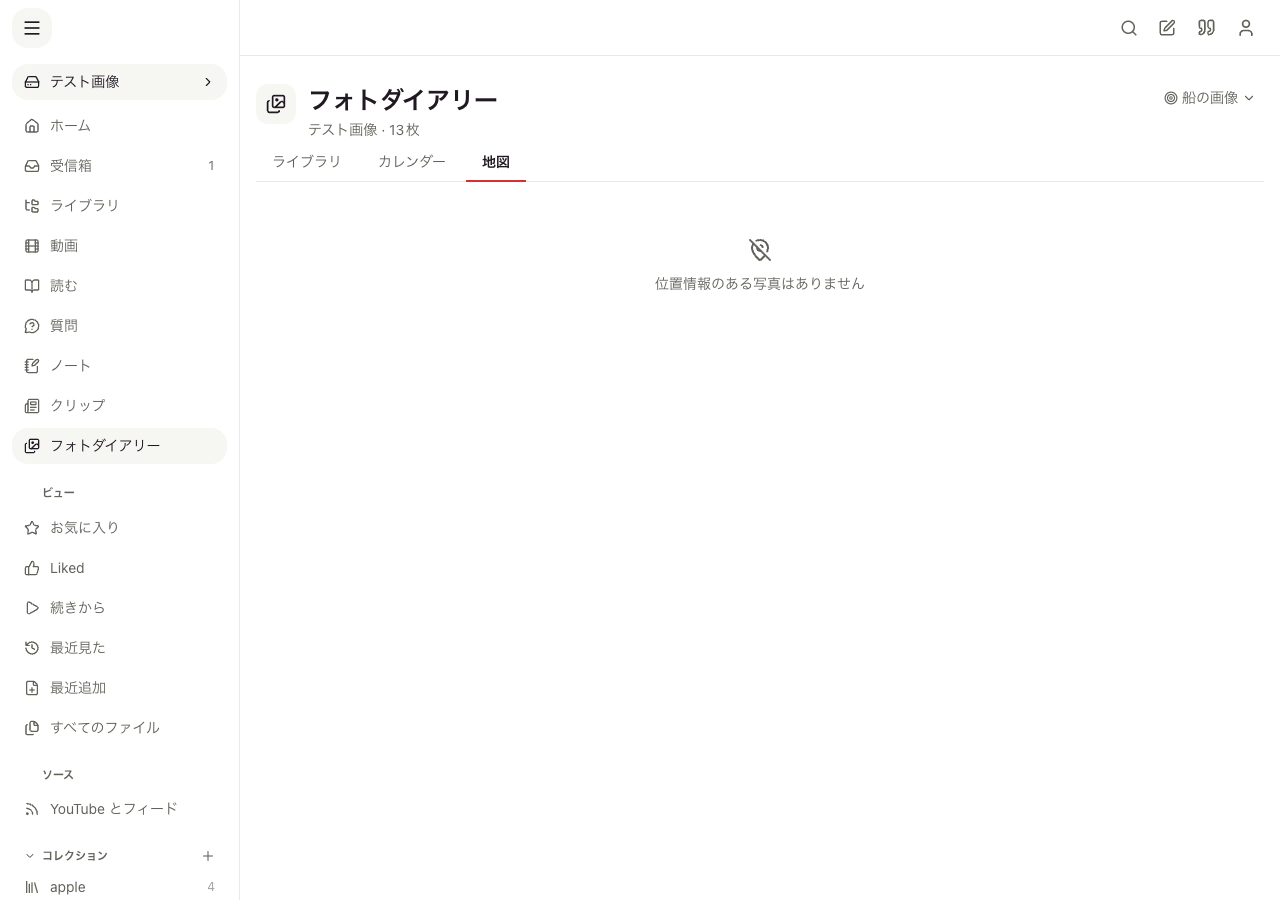 テスト画像
ホーム
受信箱 1
ライブラリ
動画
読む
質問
ノート
クリップ
フォトダイアリー
ビュー
お気に入り
Liked
続きから
最近見た
最近追加
すべてのファイル
ソース
YouTube とフィード
コレクション
apple 4
フォトダイアリー
テスト画像 · 13枚
船の画像
ライブラリ カレンダー 地図
位置情報のある写真はありません